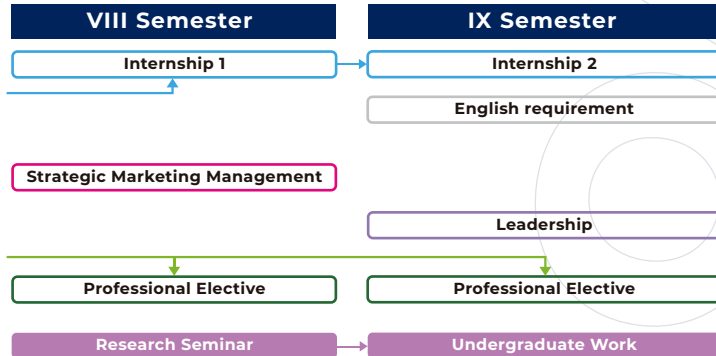 VIII Semester
IX Semester
Internship 1
Internship 2
English requirement
Strategic Marketing Management
Leadership
Professional Elective
Professional Elective
Research Seminar
Undergraduate Work